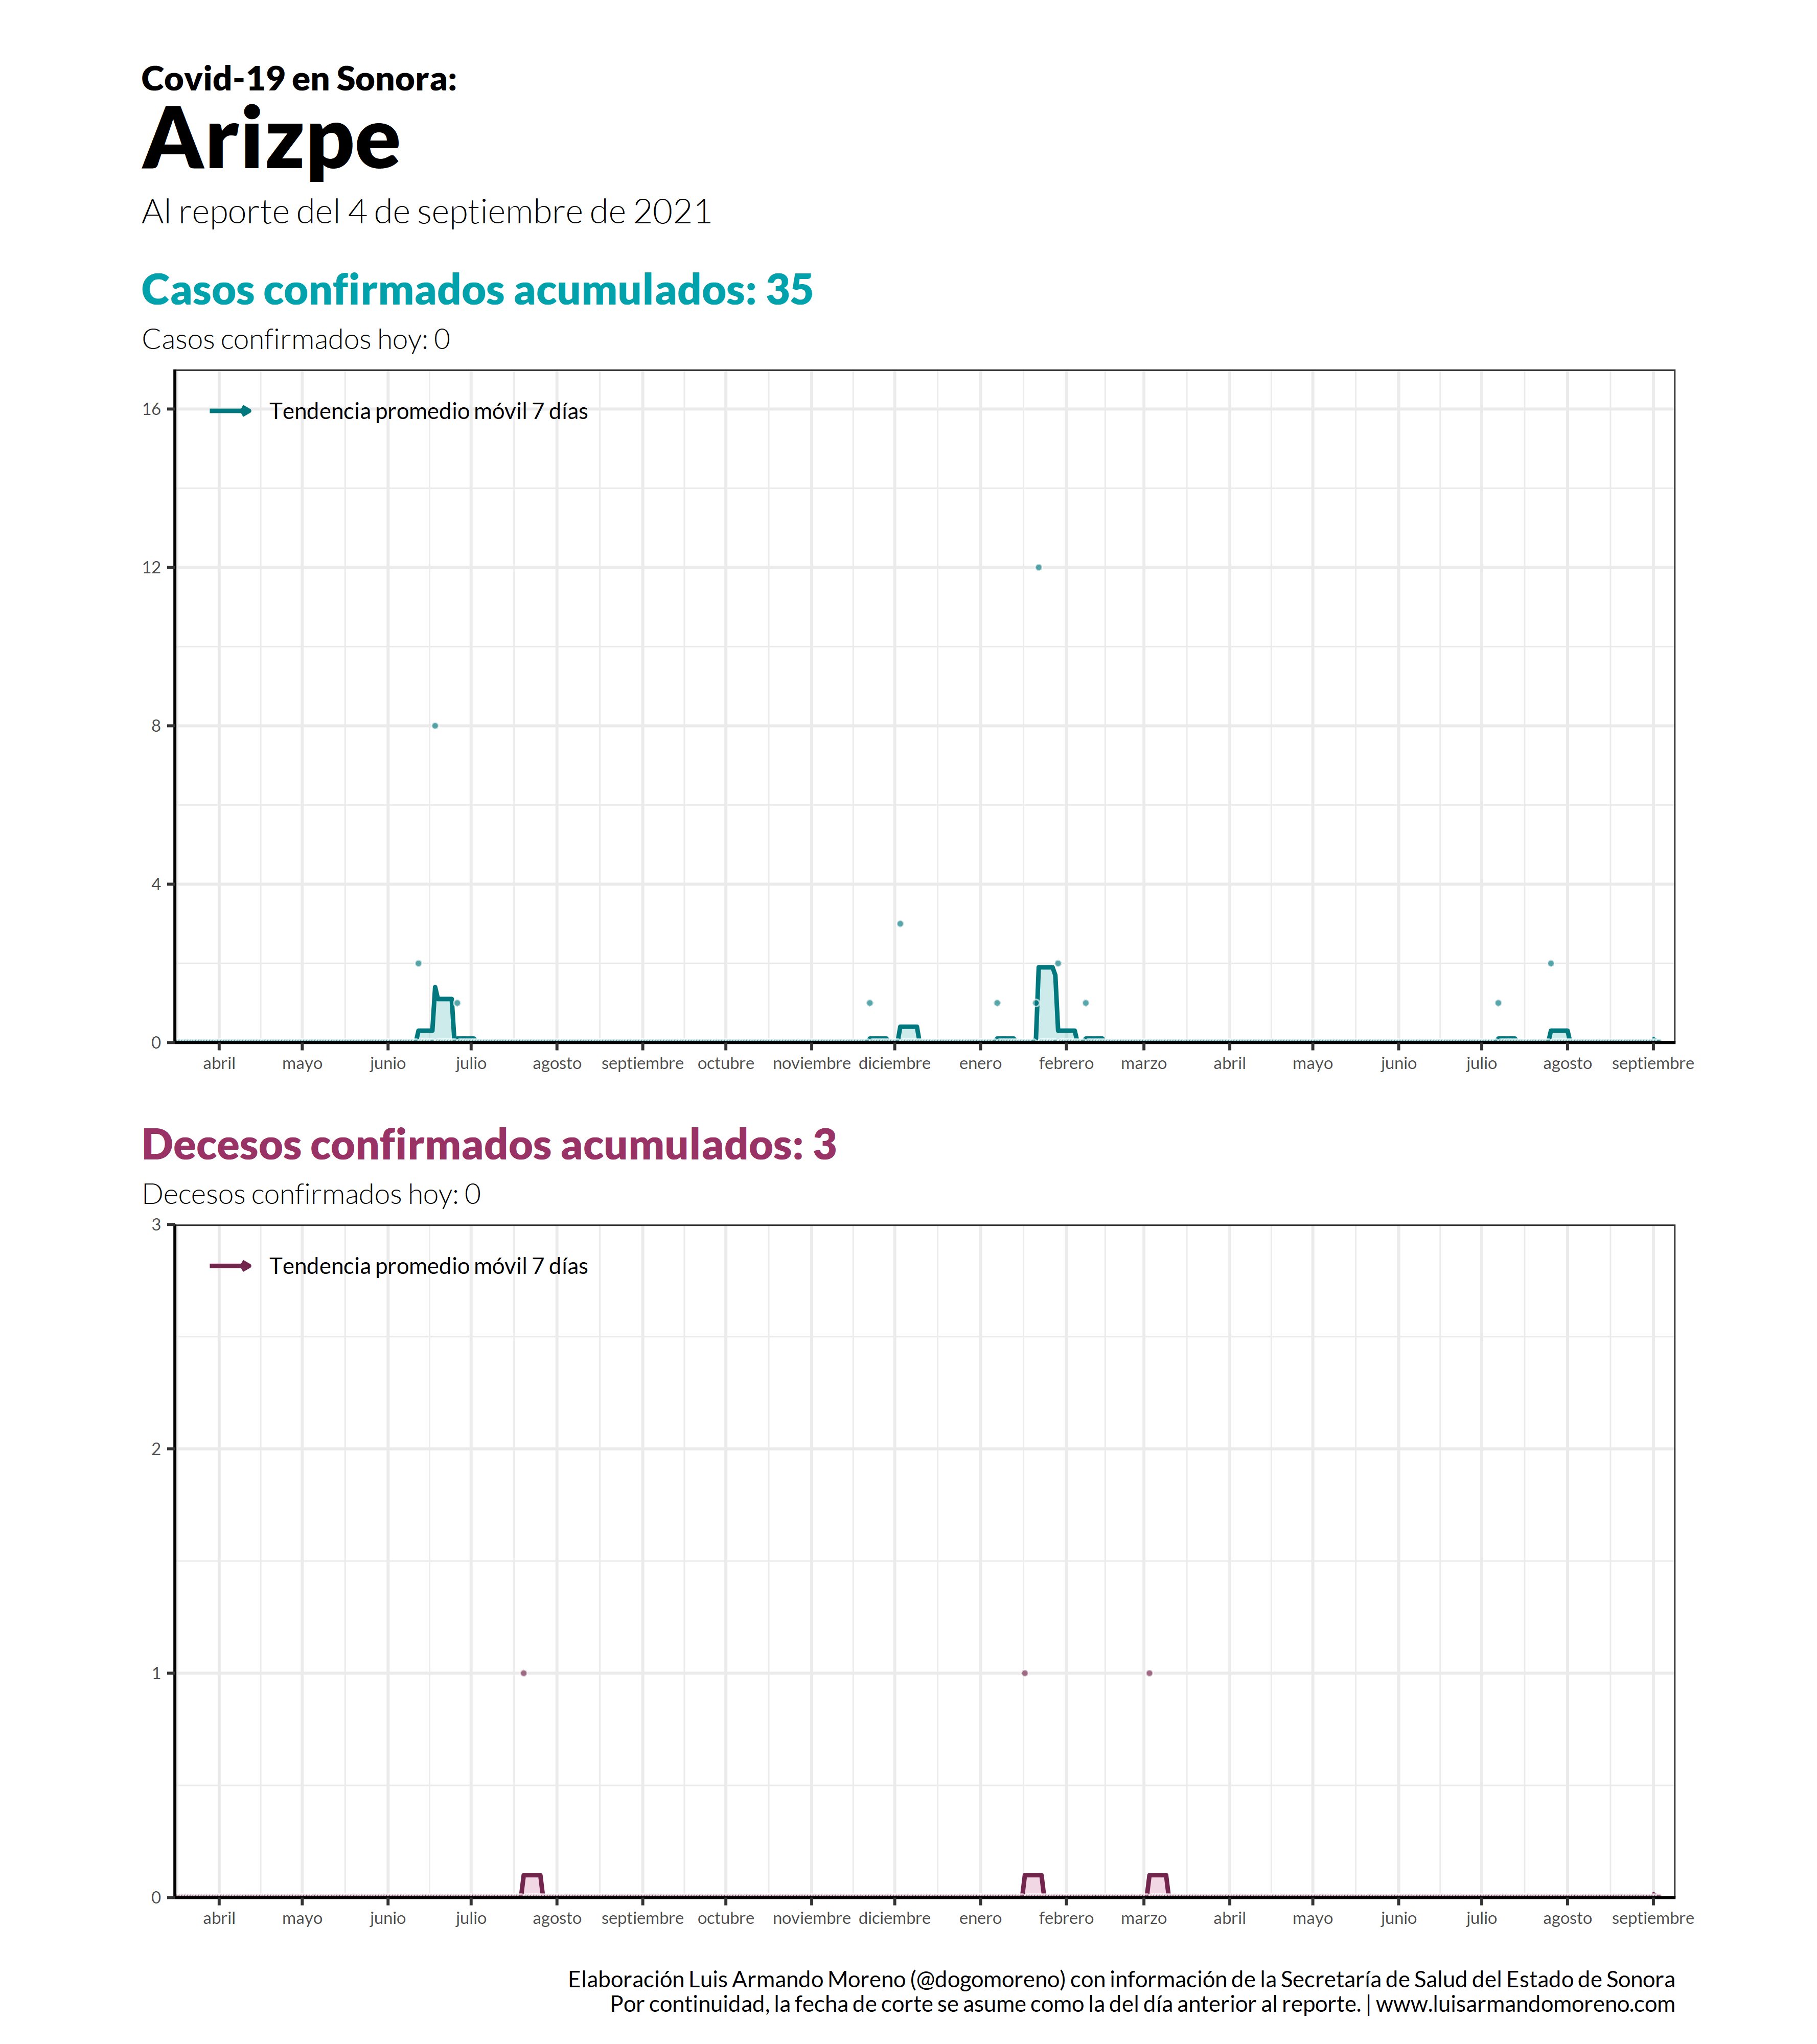 Covid-19 en Sonora:
Arizpe
Al reporte del 4 de septiembre de 2021
Casos confirmados acumulados: 35
Casos confirmados hoy: 0
Tendencia promedio móvil 7 días
16
12
8
4
0
abril mayo junio julio agosto septiembre octubre noviembre diciembre enero febrero marzo abril mayo junio julio agosto septiembre
Decesos confirmados acumulados: 3
Decesos confirmados hoy: 0
3
Tendencia promedio móvil 7 días
2
1
0
abril mayo junio julio agosto septiembre octubre noviembre diciembre enero febrero marzo abril mayo junio julio agosto septiembre
Elaboración Luis Armando Moreno (@dogomoreno) con información de la Secretaría de Salud del Estado de Sonora
Por continuidad, la fecha de corte se asume como la del día anterior al reporte. | www.luisarmandomoreno.com